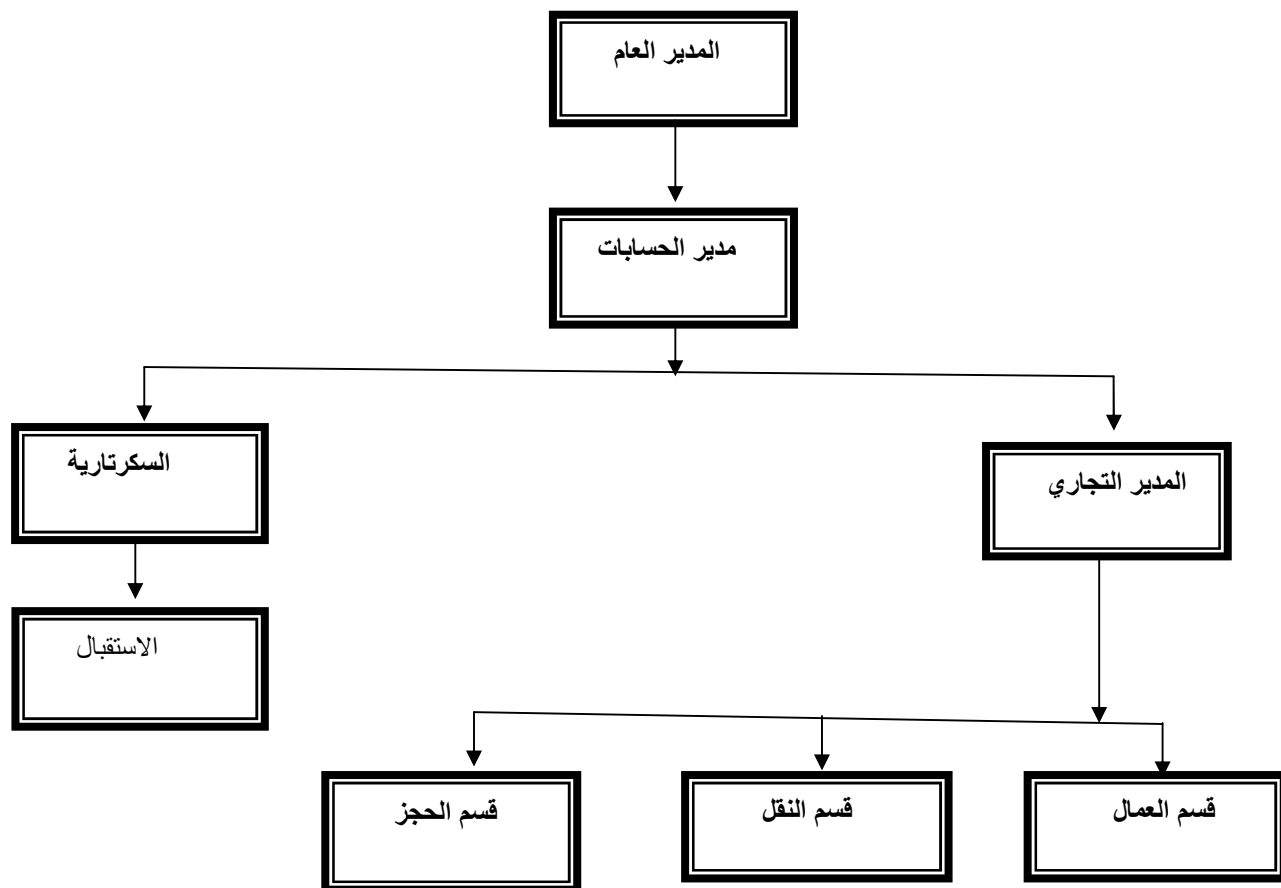 المدير العام
مدير الحسابات
السكرتارية
المدير التجاري
الاستقبال
قسم العمال
قسم النقل
قسم الحجز